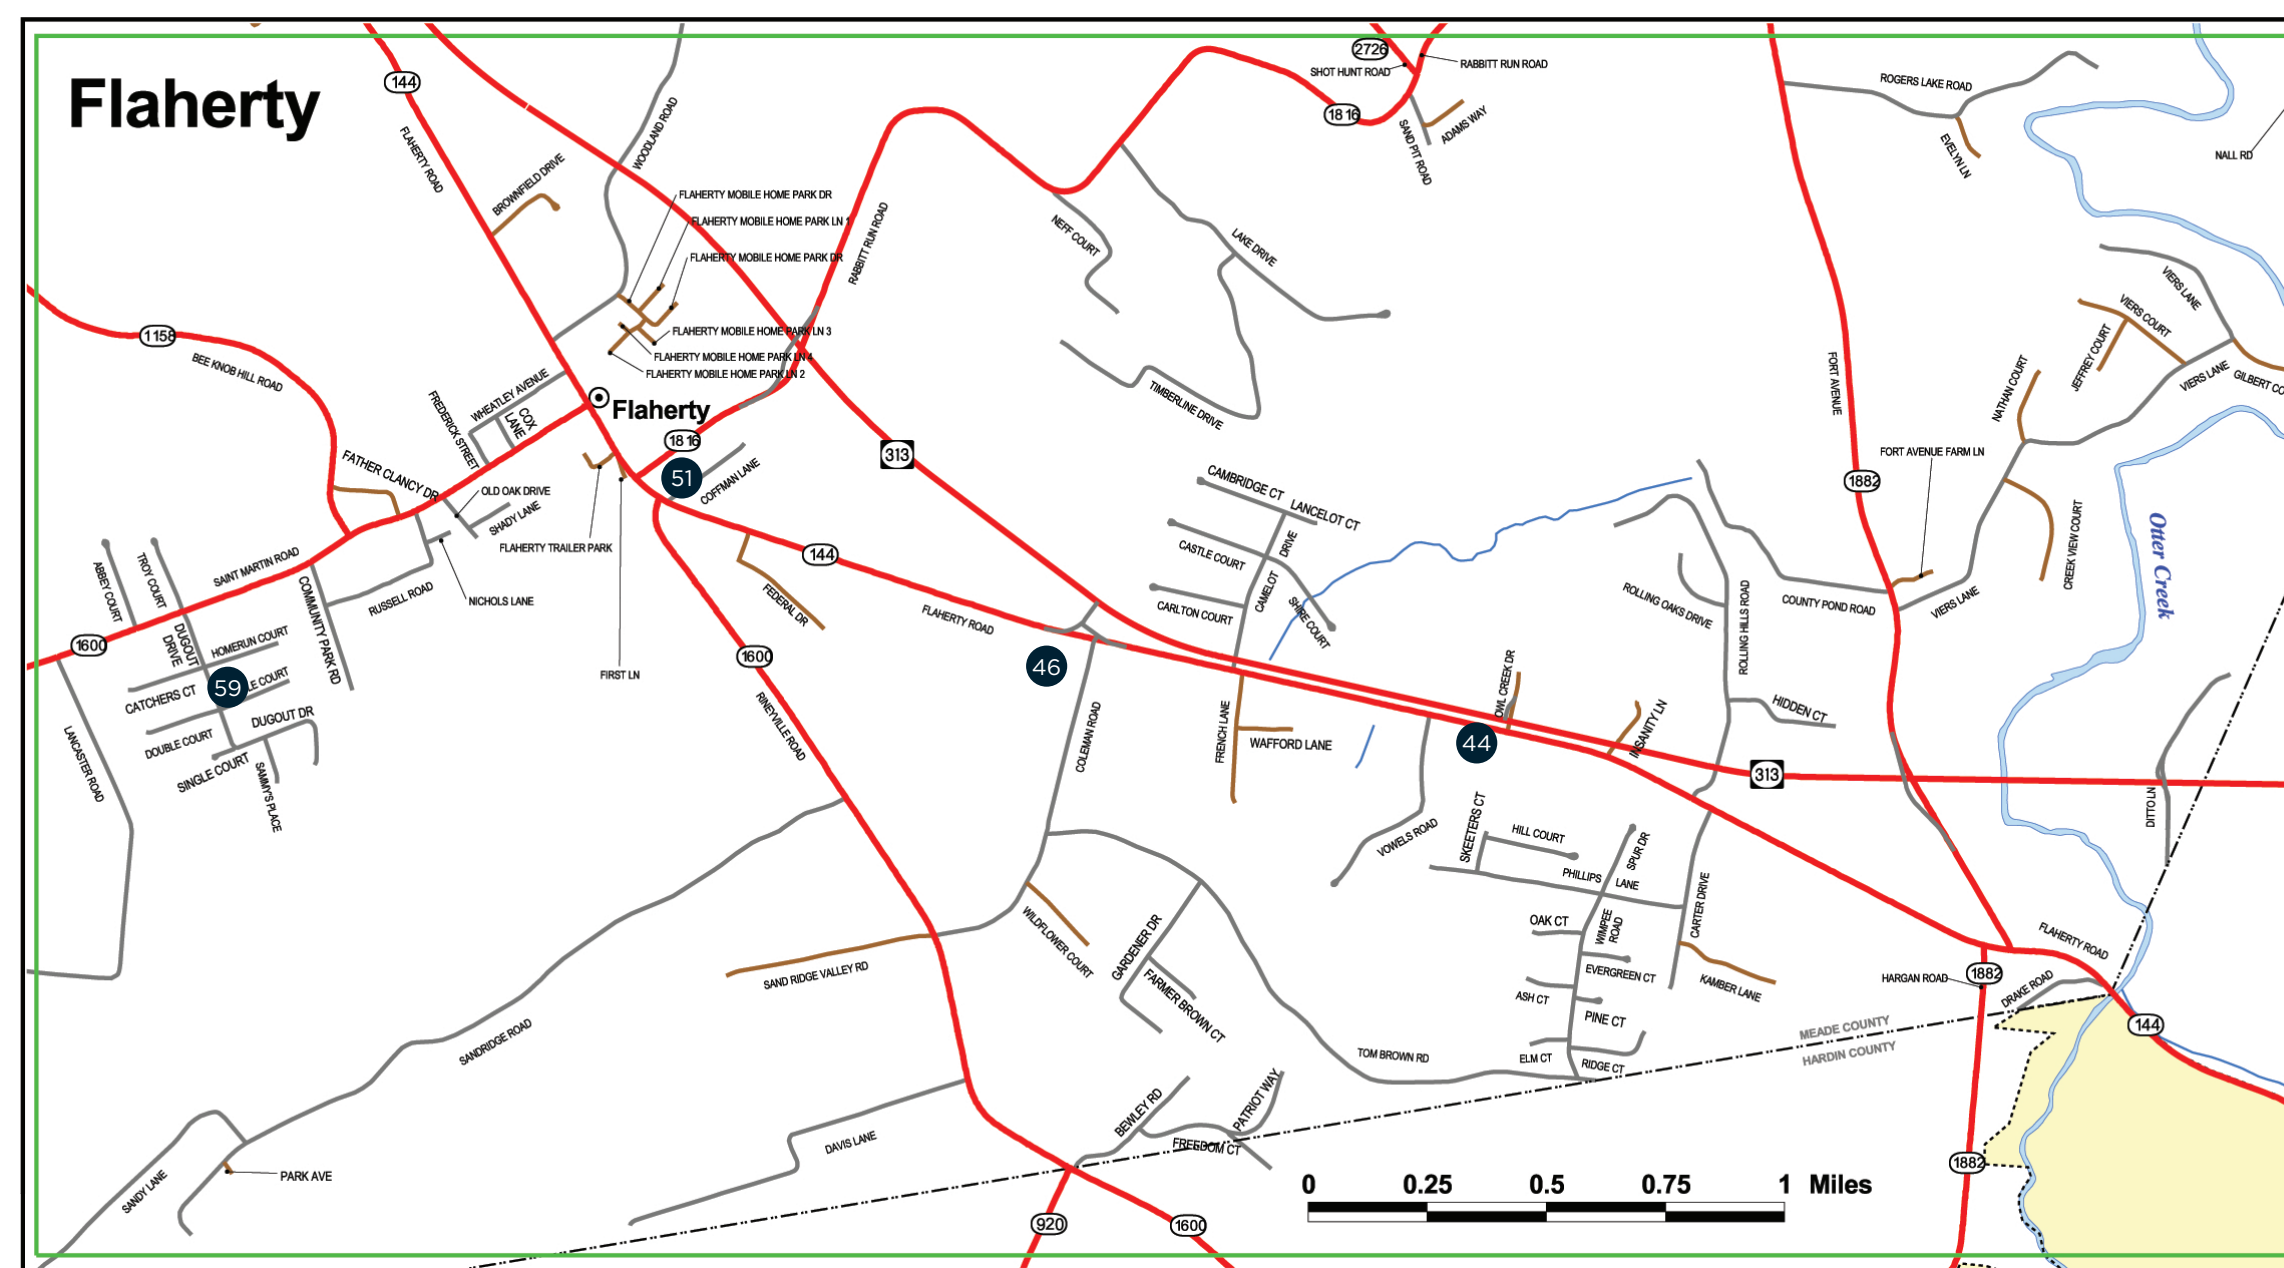 Flaherty
144
FLAHERTY ROAD
BROWNFIELD DRIVE
WOODLAND ROAD
FLAHERTY MOBILE HOME PARK DR
FLAHERTY MOBILE HOME PARK LN 1
FLAHERTY MOBILE HOME PARK DR
FLAHERTY MOBILE HOME PARK LN 3
FLAHERTY MOBILE HOME PARK LN 4
FLAHERTY MOBILE HOME PARK LN 2
RABBITT RUN ROAD
2726
SHOT HUNT ROAD
RABBITT RUN ROAD
1816
SAND PIT ROAD
ADAMS WAY
NEFF COURT
LAKE DRIVE
TIMBERLINE DRIVE
ROGERS LAKE ROAD
EVELYN LN
NALL RD
FORT AVENUE
VIERS LANE
VIERS COURT
JEFFREY COURT
VIERS LANE
GILBERT CO
NATHAN COURT
FORT AVENUE FARM LN
1882
CREEK VIEW COURT
Otter Creek
VIERS LANE
COUNTY POND ROAD
1158
BEE KNOB HILL ROAD
WHEATLEY AVENUE
FREDERICK STREET
COX
LANE
Flaherty
1816
51
COFFMAN LANE
313
FATHER CLANCY DR
OLD OAK DRIVE
SHADY LANE
FLAHERTY TRAILER PARK
FIRST LN
NICHOLS LANE
RUSSELL ROAD
COMMUNITY PARK RD
SAINT MARTIN ROAD
ABBEY COURT
TROY COURT
1600
DUGOUT
DRIVE
HOMERUN COURT
CATCHERS CT
59
LE COURT
DOUBLE COURT
DUGOUT DR
SINGLE COURT
SAMMY'S PLACE
LANCASTER ROAD
144
FEDERAL DR
FLAHERTY ROAD
1600
RINEYVILLE ROAD
46
COLEMAN ROAD
CAMBRIDGE CT
LANCELOT CT
CASTLE COURT
CAMELOT
DRIVE
CARLTON COURT
SHIRE COURT
FRENCH LANE
WAFFORD LANE
44
OWL CREEK DR
INSANITY LN
ROLLING OAKS DRIVE
ROLLING HILLS ROAD
HIDDEN CT
313
DITTO LN
VOWELS ROAD
SKEETERS CT
HILL COURT
SPUR DR
PHILLIPS
LANE
CARTER DRIVE
OAK CT
WIMPEE
ROAD
EVERGREEN CT
KAMBER LANE
ASH CT
PINE CT
ELM CT
RIDGE CT
TOM BROWN RD
WILDFLOWER COURT
GARDENER DR
FARMER BROWN CT
SAND RIDGE VALLEY RD
SANDRIDGE ROAD
SANDY LANE
PARK AVE
DAVIS LANE
BEWLEY RD
PATRIOT WAY
FREEDOM CT
920
1600
FLAHERTY ROAD
HARGAN ROAD
1882
DRAKE ROAD
144
MEADE COUNTY
HARDIN COUNTY
1882
0 0.25 0.5 0.75 1 Miles